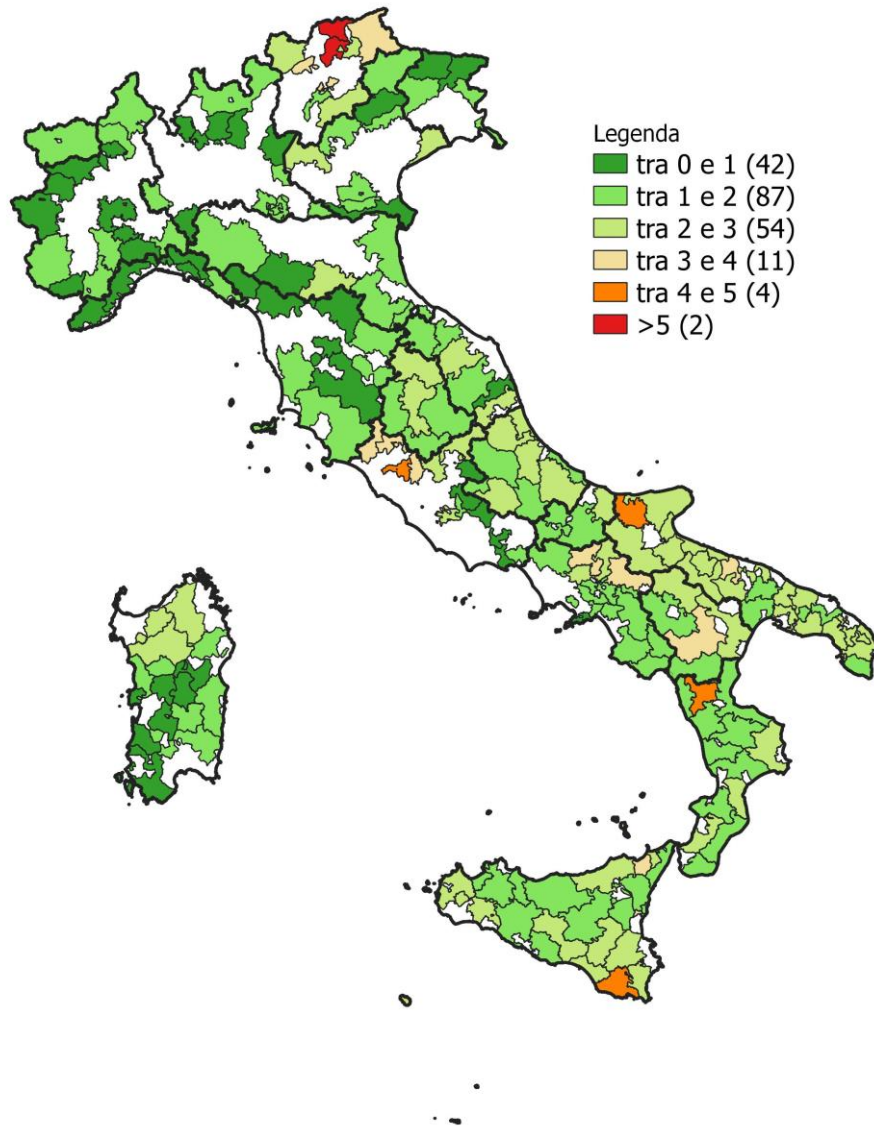 Legenda
tra 0 e 1 (42)
tra 1 e 2 (87)
tra 2 e 3 (54)
tra 3 e 4 (11)
tra 4 e 5 (4)
>5 (2)